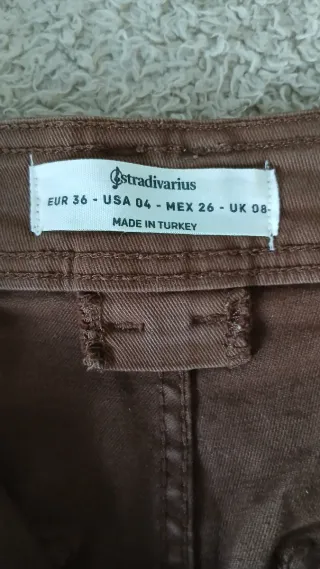 stradivarius
EUR 36 - USA 04 - MEX 26 - UK 08-
MADE IN TURKEY